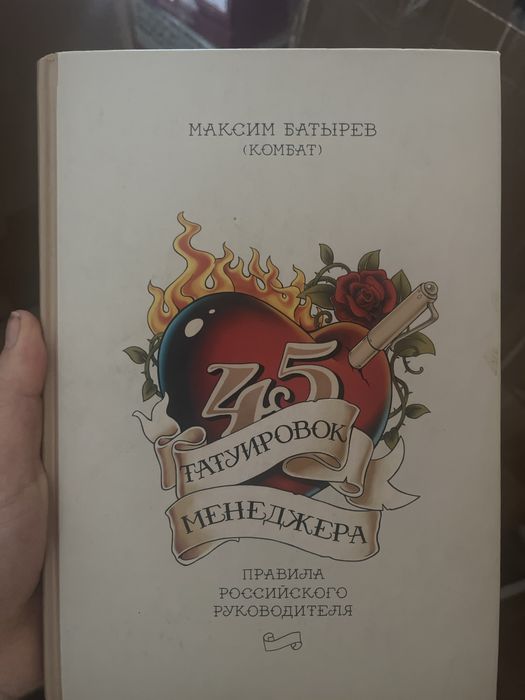 МАКСИМ БАТЫРЕВ
(КОМБАТ)
45
ТАТУИРОВОК
МЕНЕДЖЕРА
ПРАВИЛА
РОССИЙСКОГО
РУКОВОДИТЕЛЯ